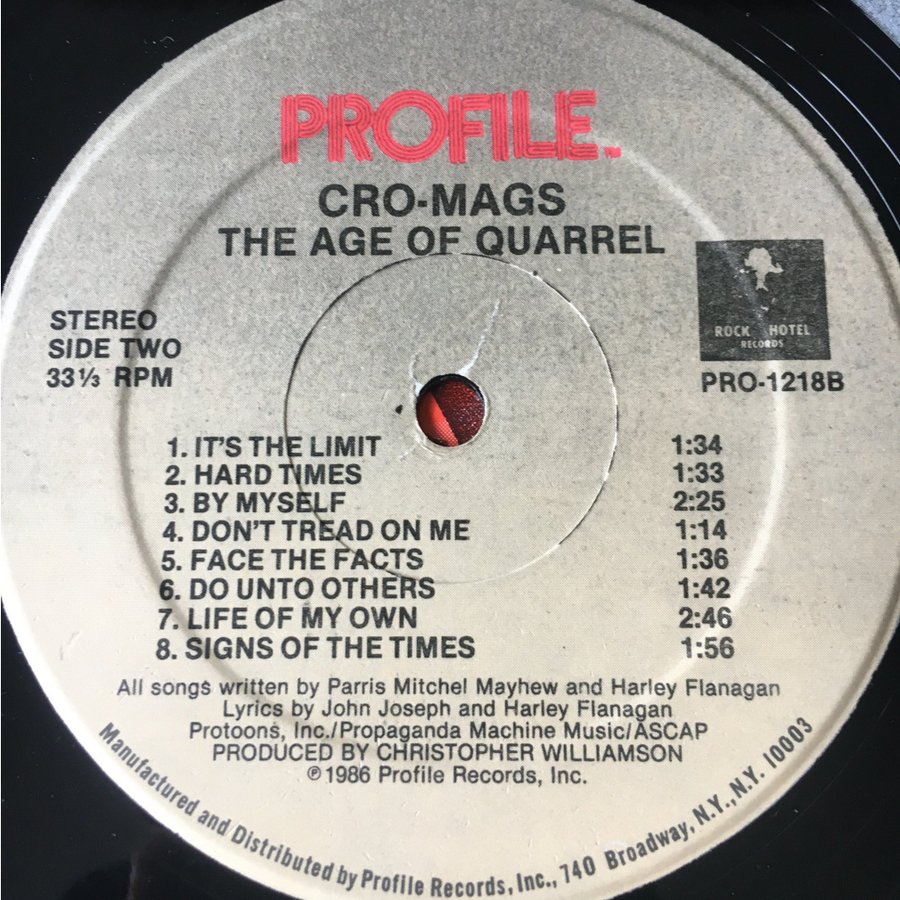 PROFILE™
CRO-MAGS
THE AGE OF QUARREL
ROCK HOTEL
RECORDS
STEREO
SIDE TWO
33⅓ RPM
PRO-1218B
1. IT'S THE LIMIT 1:34
2. HARD TIMES 1:33
3. BY MYSELF 2:25
4. DON'T TREAD ON ME 1:14
5. FACE THE FACTS 1:36
6. DO UNTO OTHERS 1:42
7. LIFE OF MY OWN 2:46
8. SIGNS OF THE TIMES 1:56
All songs written by Parris Mitchel Mayhew and Harley Flanagan
Lyrics by John Joseph and Harley Flanagan
Protoons, Inc./Propaganda Machine Music/ASCAP
PRODUCED BY CHRISTOPHER WILLIAMSON
℗1986 Profile Records, Inc.
Manufactured and Distributed by Profile Records, Inc., 740 Broadway, N.Y., N.Y. 10003